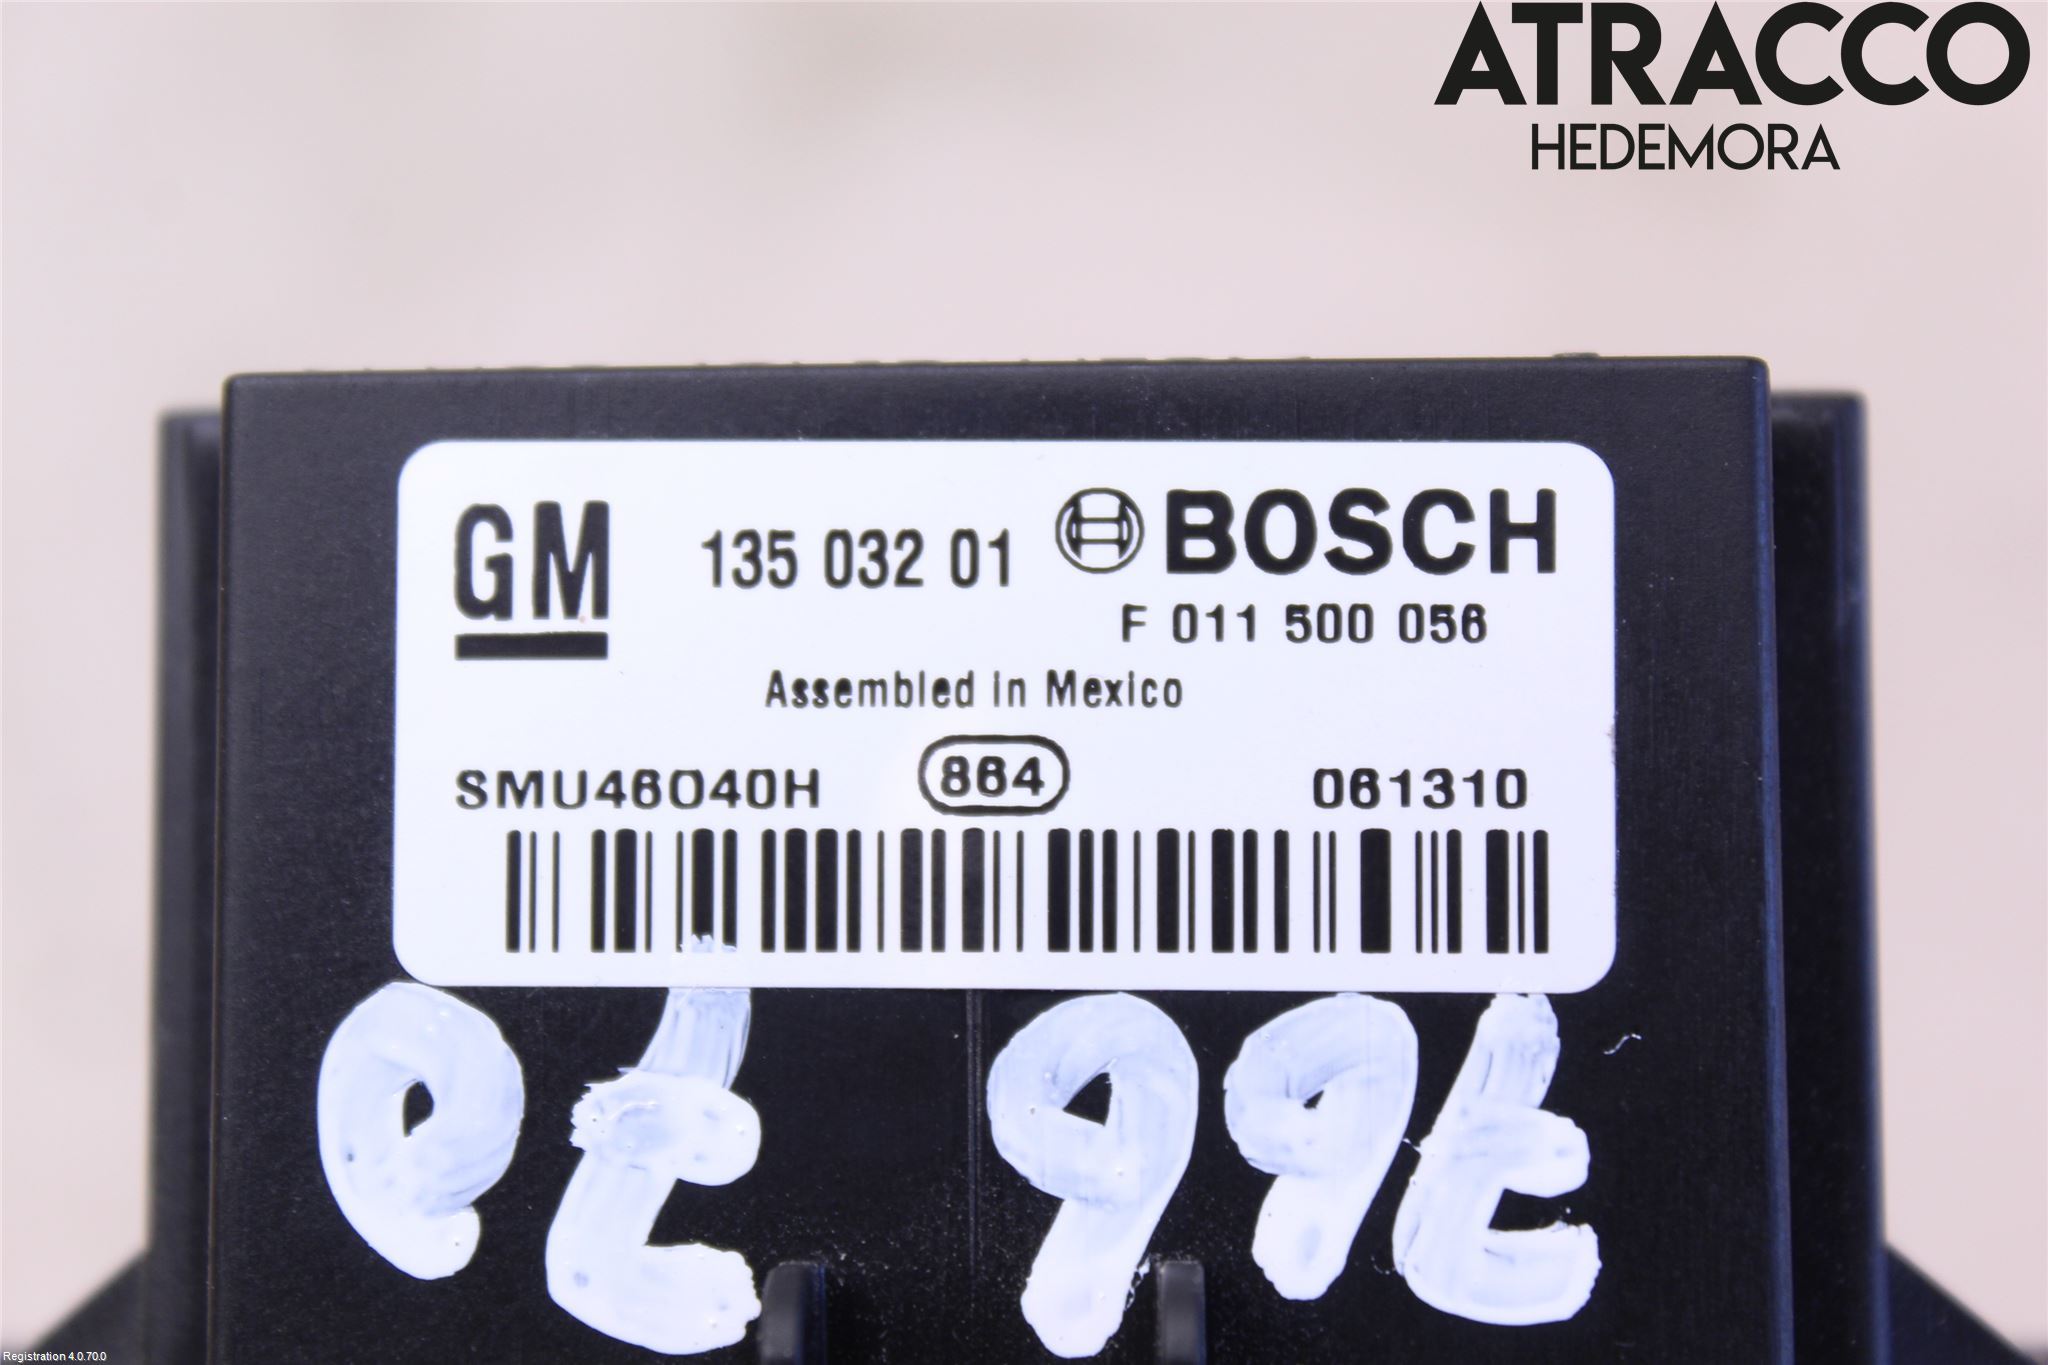 ATRACCO
HEDEMORA
GM 135 032 01 BOSCH
F 011 500 056
Assembled in Mexico
SMU46040H 864 061310
Registration 4.0.70.0